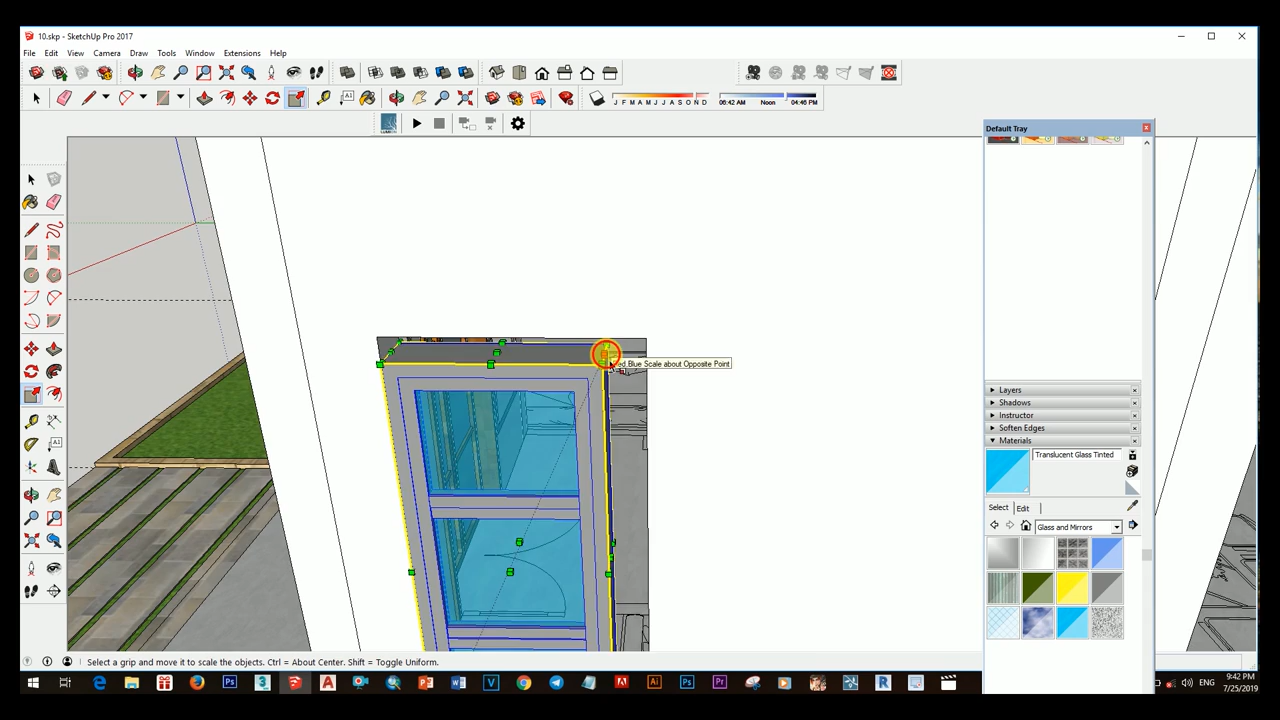 10.skp - SketchUp Pro 2017
File Edit View Camera Draw Tools Window Extensions Help
A1
J F M A M J J A S O N D
06:42 AM Noon 04:46 PM
LUMION
Default Tray
Blue Scale about Opposite Point
Layers
Shadows
Instructor
Soften Edges
Materials
Translucent Glass Tinted
Select Edit
Glass and Mirrors
A1
Select a grip and move it to scale the objects. Ctrl = About Center. Shift = Toggle Uniform.
ENG
9:42 PM
7/25/2019